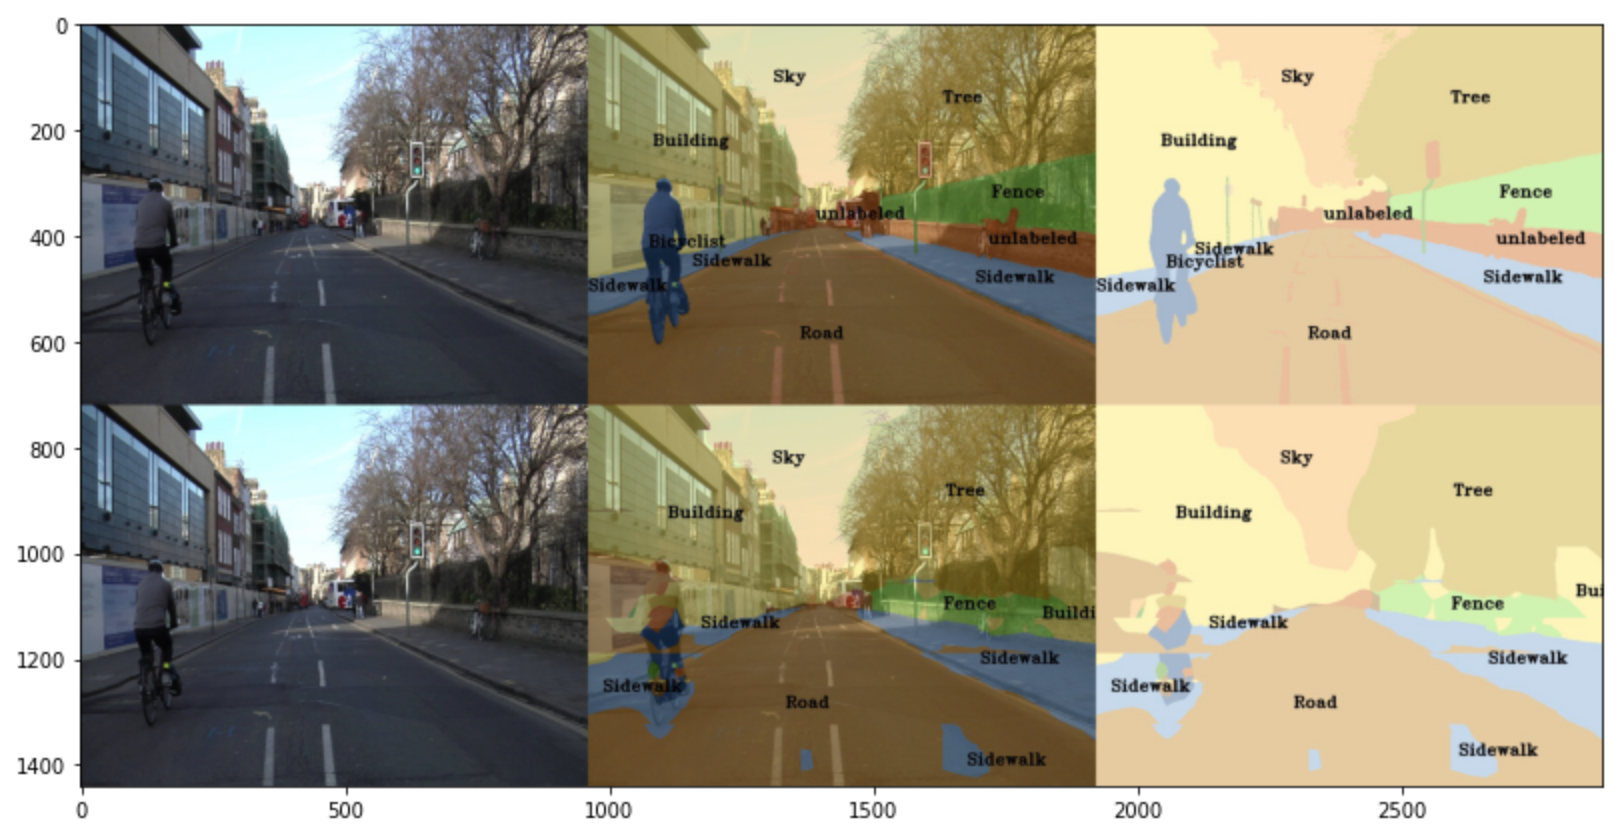 0
200
400
600
800
1000
1200
1400
0
500
1000
1500
2000
2500
Sky
Tree
Building
Fence
unlabeled
unlabeled
Bicyclist
Sidewalk
Sidewalk
Sidewalk
Road
Sky
Tree
Building
Fence
unlabeled
unlabeled
Sidewalk
Bicyclist
Sidewalk
Sidewalk
Road
Sky
Tree
Building
Fence
Buildi
Sidewalk
Sidewalk
Sidewalk
Road
Sidewalk
Sky
Tree
Building
Bui
Fence
Sidewalk
Sidewalk
Sidewalk
Road
Sidewalk